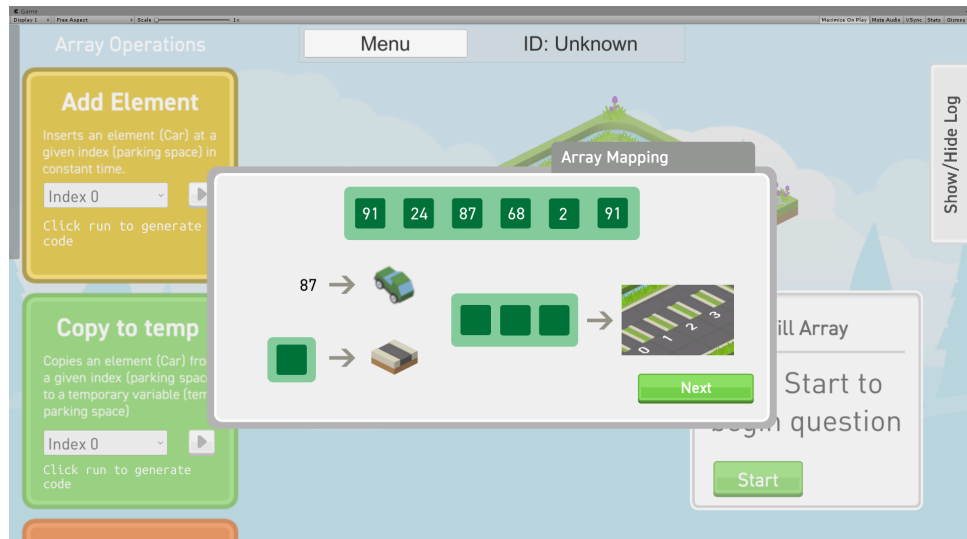 Game
Display 1
Free Aspect
Scale
1x
Maximize On Play
Mute Audio
VSync
Stats
Gizmos
Array Operations
Menu
ID: Unknown
Add Element
Inserts an element (Car) at a
given index (parking space) in
constant time.
Index 0
Click run to generate
code
Copy to temp
Copies an element (Car) fro
a given index (parking spac
to a temporary variable (tem
parking space)
Index 0
Click run to generate
code
Array Mapping
91 24 87 68 2 91
87
0 1 2 3
Next
ill Array
Start to
begin question
Start
Show/Hide Log